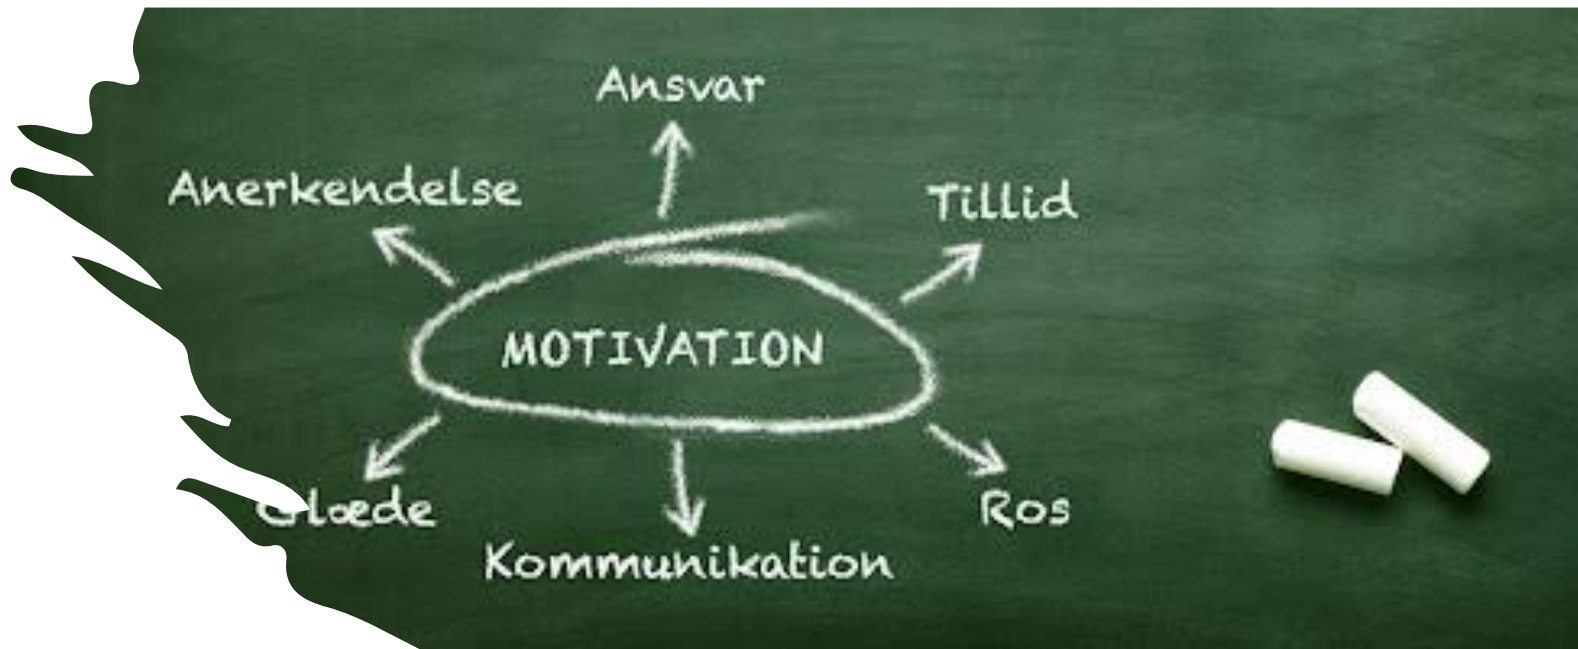 Ansvar
Anerkendelse
Tillid
MOTIVATION
Glæde
Ros
Kommunikation